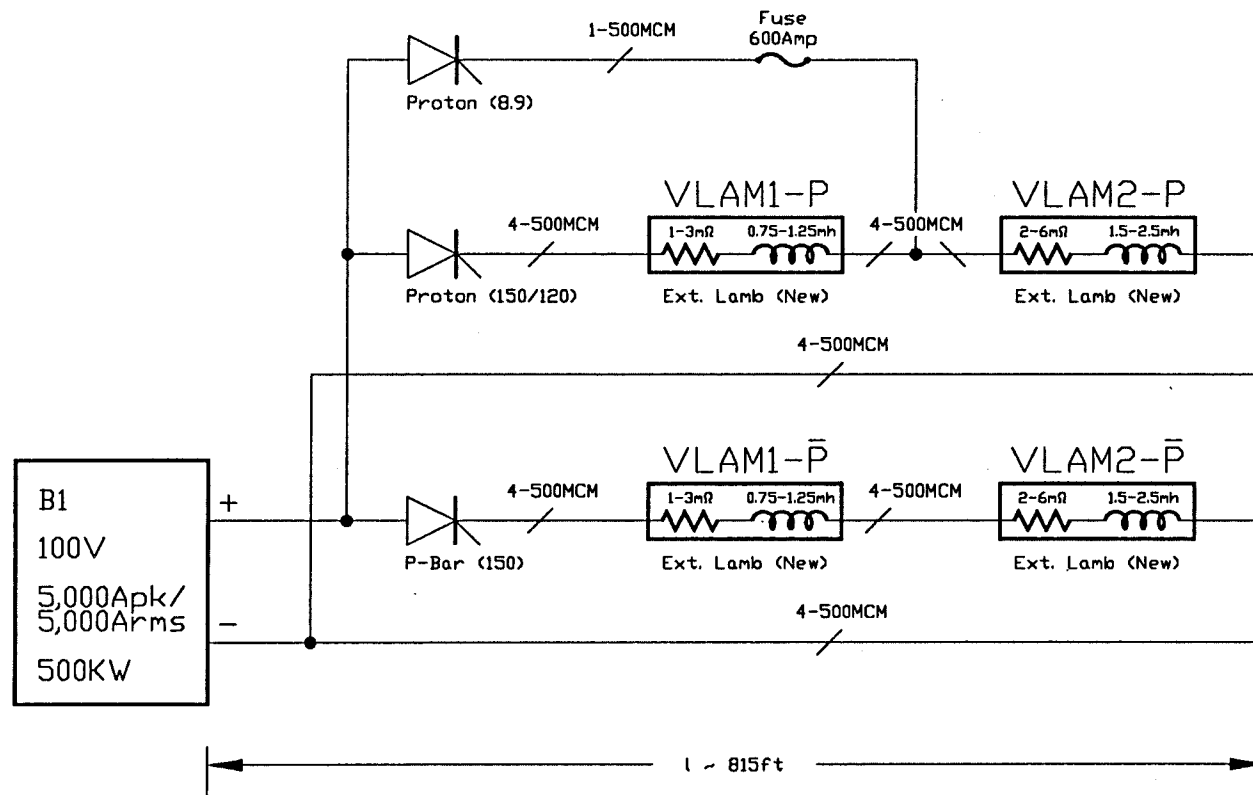 1-500MCM
Fuse
600Amp
Proton (8.9)
VLAM1-P
VLAM2-P
4-500MCM
1-3mΩ
0.75-1.25mh
4-500MCM
2-6mΩ
1.5-2.5mh
Proton (150/120)
Ext. Lamb (New)
Ext. Lamb (New)
4-500MCM
VLAM1-P̄
VLAM2-P̄
B1
+
4-500MCM
1-3mΩ
0.75-1.25mh
4-500MCM
2-6mΩ
1.5-2.5mh
100V
P-Bar (150)
Ext. Lamb (New)
Ext. Lamb (New)
5,000Apk/
5,000Arms
-
4-500MCM
500KW
l ~ 815ft